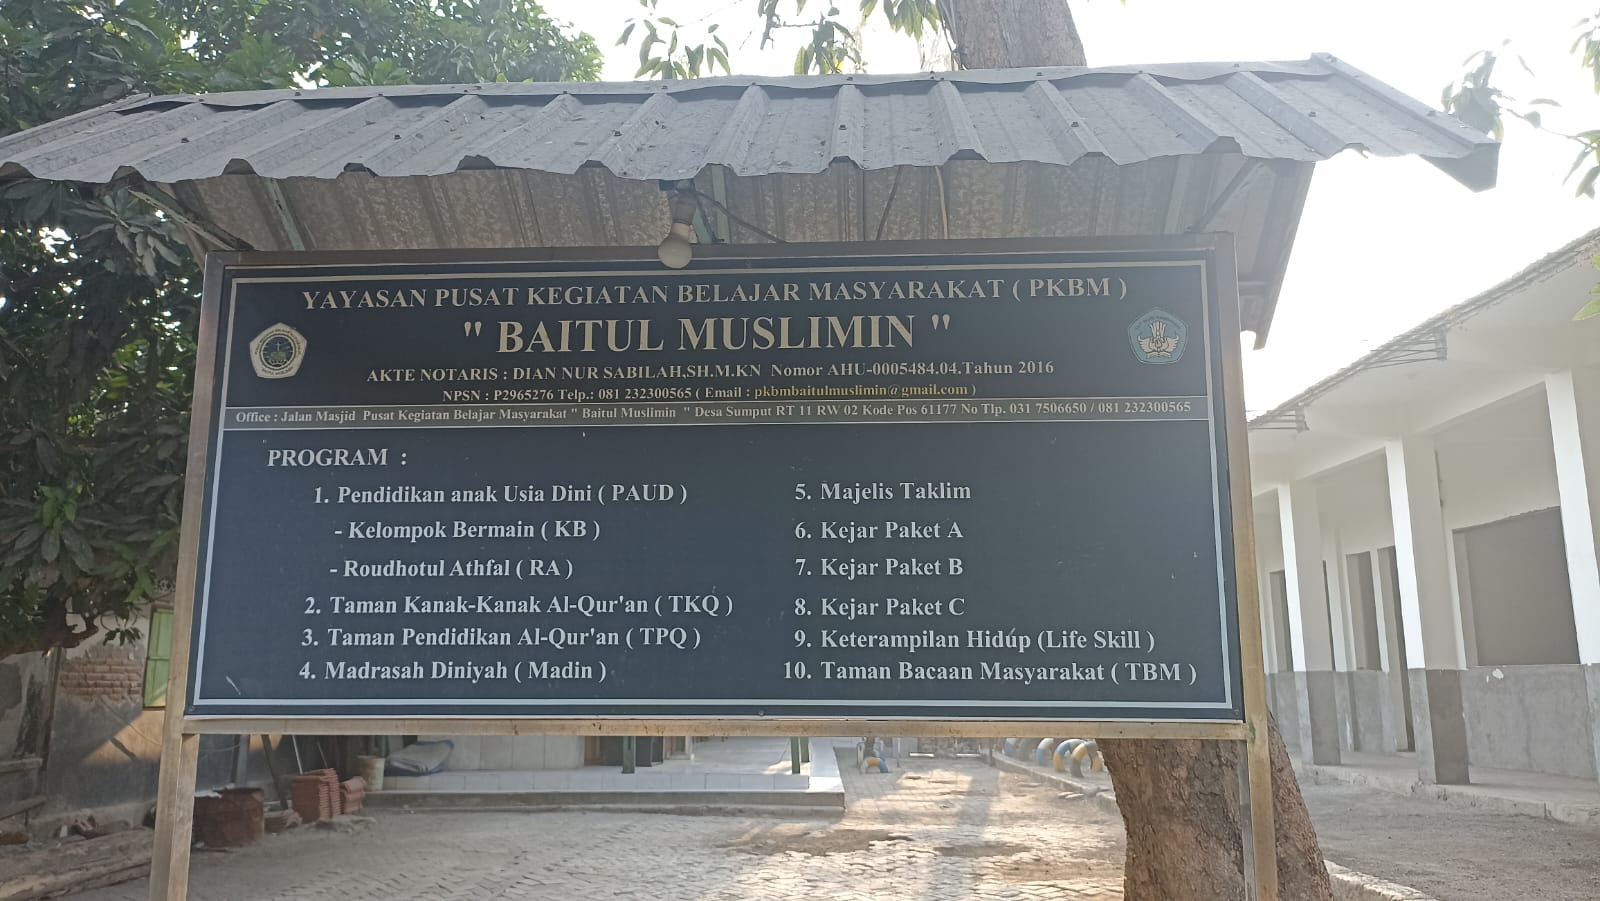 YAYASAN PUSAT KEGIATAN BELAJAR MASYARAKAT ( PKBM )
" BAITUL MUSLIMIN "
AKTE NOTARIS : DIAN NUR SABILAH,SH.M.KN Nomor AHU-0005484.04.Tahun 2016
NPSN : P2965276 Telp.: 081 232300565 ( Email : pkbmbaitulmuslimin@gmail.com )
Office : Jalan Masjid Pusat Kegiatan Belajar Masyarakat " Baitul Muslimin " Desa Sumput RT 11 RW 02 Kode Pos 61177 No Tlp. 031 7506650 / 081 232300565
PROGRAM :
1. Pendidikan anak Usia Dini ( PAUD )
- Kelompok Bermain ( KB )
- Roudhotul Athfal ( RA )
2. Taman Kanak-Kanak Al-Qur'an ( TKQ )
3. Taman Pendidikan Al-Qur'an ( TPQ )
4. Madrasah Diniyah ( Madin )
5. Majelis Taklim
6. Kejar Paket A
7. Kejar Paket B
8. Kejar Paket C
9. Keterampilan Hidup (Life Skill )
10. Taman Bacaan Masyarakat ( TBM )